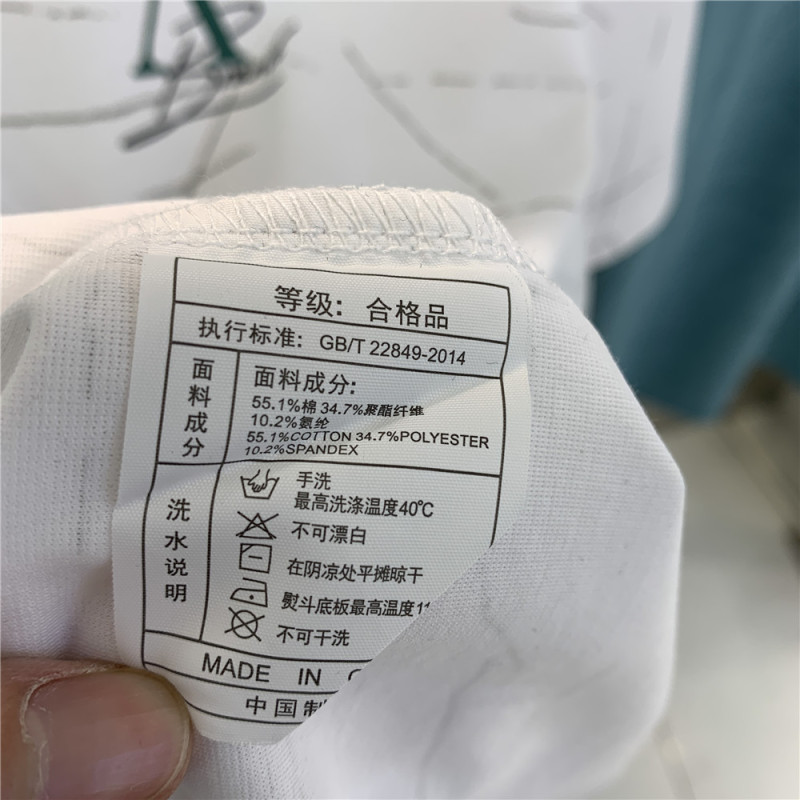 等级：合格品
执行标准：GB/T 22849-2014
面料成分
面料成分：
55.1%棉 34.7%聚酯纤维
10.2%氨纶
55.1%COTTON 34.7%POLYESTER
10.2%SPANDEX
洗水说明
手洗
最高洗涤温度40℃
不可漂白
在阴凉处平摊晾干
熨斗底板最高温度11
不可干洗
MADE IN
中国制